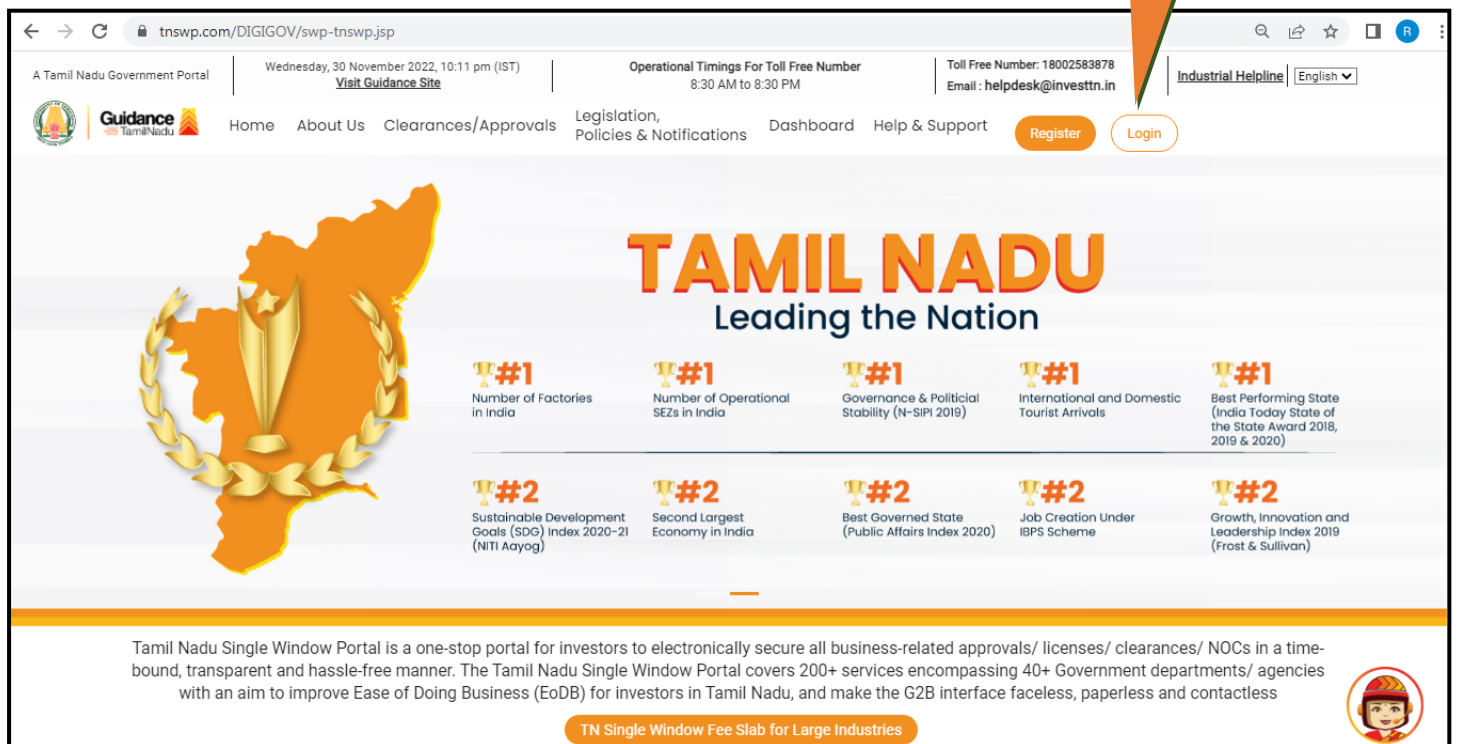 tnswp.com/DIGIGOV/swp-tnswp.jsp
R
A Tamil Nadu Government Portal
Wednesday, 30 November 2022, 10:11 pm (IST)
Visit Guidance Site
Operational Timings For Toll Free Number
8:30 AM to 8:30 PM
Toll Free Number: 18002583878
Email : helpdesk@investtn.in
Industrial Helpline
English
Guidance
TamilNadu
Home
About Us
Clearances/Approvals
Legislation,
Policies & Notifications
Dashboard
Help & Support
Register
Login
TAMIL NADU
Leading the Nation
#1
Number of Factories
in India
#1
Number of Operational
SEZs in India
#1
Governance & Politicial
Stability (N-SIPI 2019)
#1
International and Domestic
Tourist Arrivals
#1
Best Performing State
(India Today State of
the State Award 2018,
2019 & 2020)
#2
Sustainable Development
Goals (SDG) Index 2020-21
(NITI Aayog)
#2
Second Largest
Economy in India
#2
Best Governed State
(Public Affairs Index 2020)
#2
Job Creation Under
IBPS Scheme
#2
Growth, Innovation and
Leadership Index 2019
(Frost & Sullivan)
Tamil Nadu Single Window Portal is a one-stop portal for investors to electronically secure all business-related approvals/ licenses/ clearances/ NOCs in a time-
bound, transparent and hassle-free manner. The Tamil Nadu Single Window Portal covers 200+ services encompassing 40+ Government departments/ agencies
with an aim to improve Ease of Doing Business (EoDB) for investors in Tamil Nadu, and make the G2B interface faceless, paperless and contactless
TN Single Window Fee Slab for Large Industries